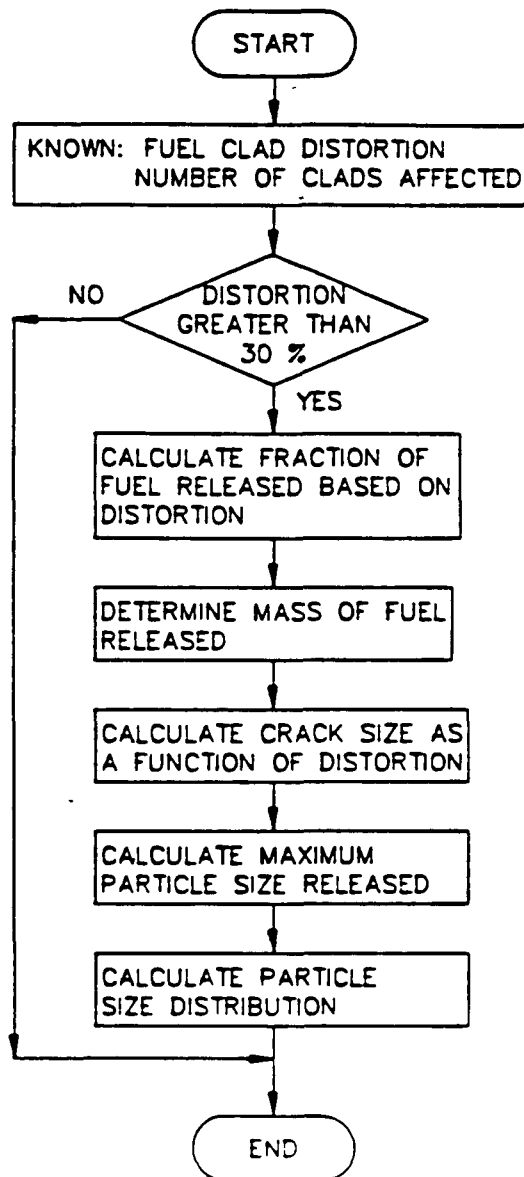 START
KNOWN: FUEL CLAD DISTORTION
NUMBER OF CLADS AFFECTED
NO
DISTORTION
GREATER THAN
30 %
YES
CALCULATE FRACTION OF
FUEL RELEASED BASED ON
DISTORTION
DETERMINE MASS OF FUEL
RELEASED
CALCULATE CRACK SIZE AS
A FUNCTION OF DISTORTION
CALCULATE MAXIMUM
PARTICLE SIZE RELEASED
CALCULATE PARTICLE
SIZE DISTRIBUTION
END